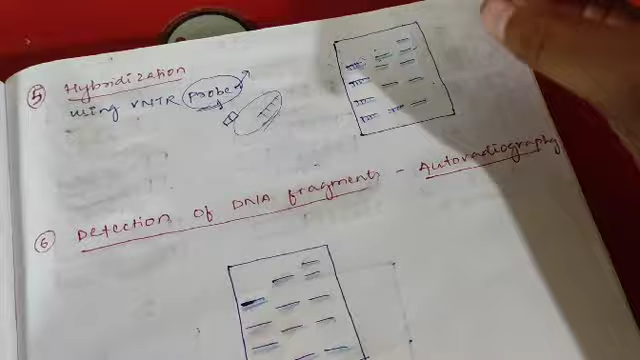 5 Hybridization
using VNTR probe
6 Detection of DNA fragments - Autoradiography